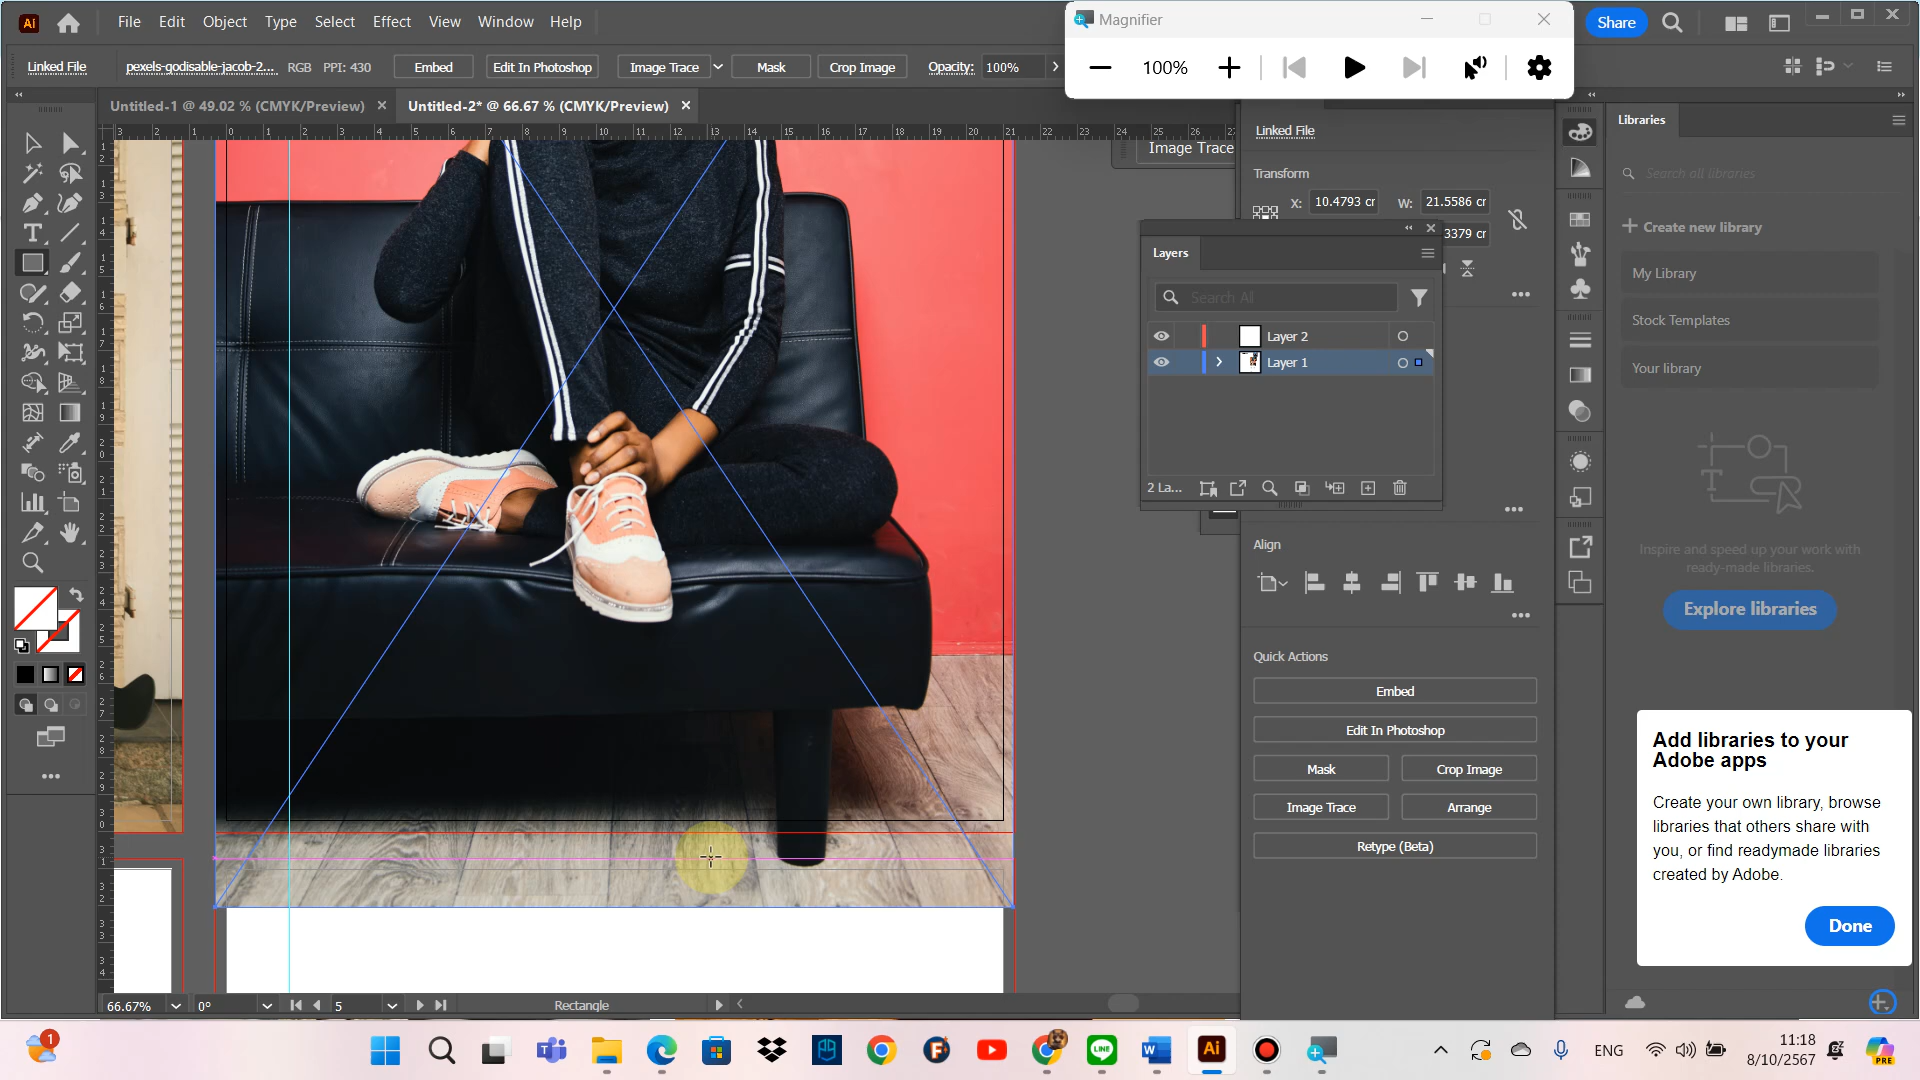 File Edit Object Type Select Effect View Window Help
Magnifier
Share
100%
Linked File pexels-godisable-jacob-2... RGB PPI: 430 Embed Edit In Photoshop Image Trace Mask Crop Image Opacity: 100%
Untitled-1 @ 49.02 % (CMYK/Preview) Untitled-2* @ 66.67 % (CMYK/Preview)
Linked File
Image Trace
Transform
X: 10.4793 cr W: 21.5586 cr
3379 cr
Layers
Search All
Layer 2
Layer 1
2 La...
Align
Quick Actions
Embed
Edit In Photoshop
Mask Crop Image
Image Trace Arrange
Retype (Beta)
Libraries
Search all libraries
Create new library
My Library
Stock Templates
Your library
Inspire and speed up your work with
ready-made libraries.
Explore libraries
Add libraries to your
Adobe apps
Create your own library, browse
libraries that others share with
you, or find readymade libraries
created by Adobe.
Done
66.67% 0° 5 Rectangle
1
ENG
11:18
8/10/2567